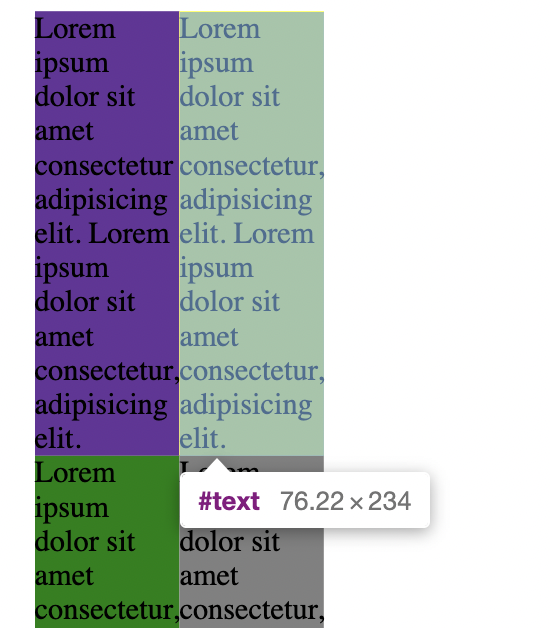 Lorem
ipsum
dolor sit
amet
consectetur
adipisicing
elit. Lorem
ipsum
dolor sit
amet
consectetur,
adipisicing
elit.
Lorem
ipsum
dolor sit
amet
consectetur,
adipisicing
elit. Lorem
ipsum
dolor sit
amet
consectetur,
adipisicing
elit.
Lorem
ipsum
dolor sit
amet
consectetur,
Lorem
#text 76.22 × 234
dolor sit
amet
consectetur,